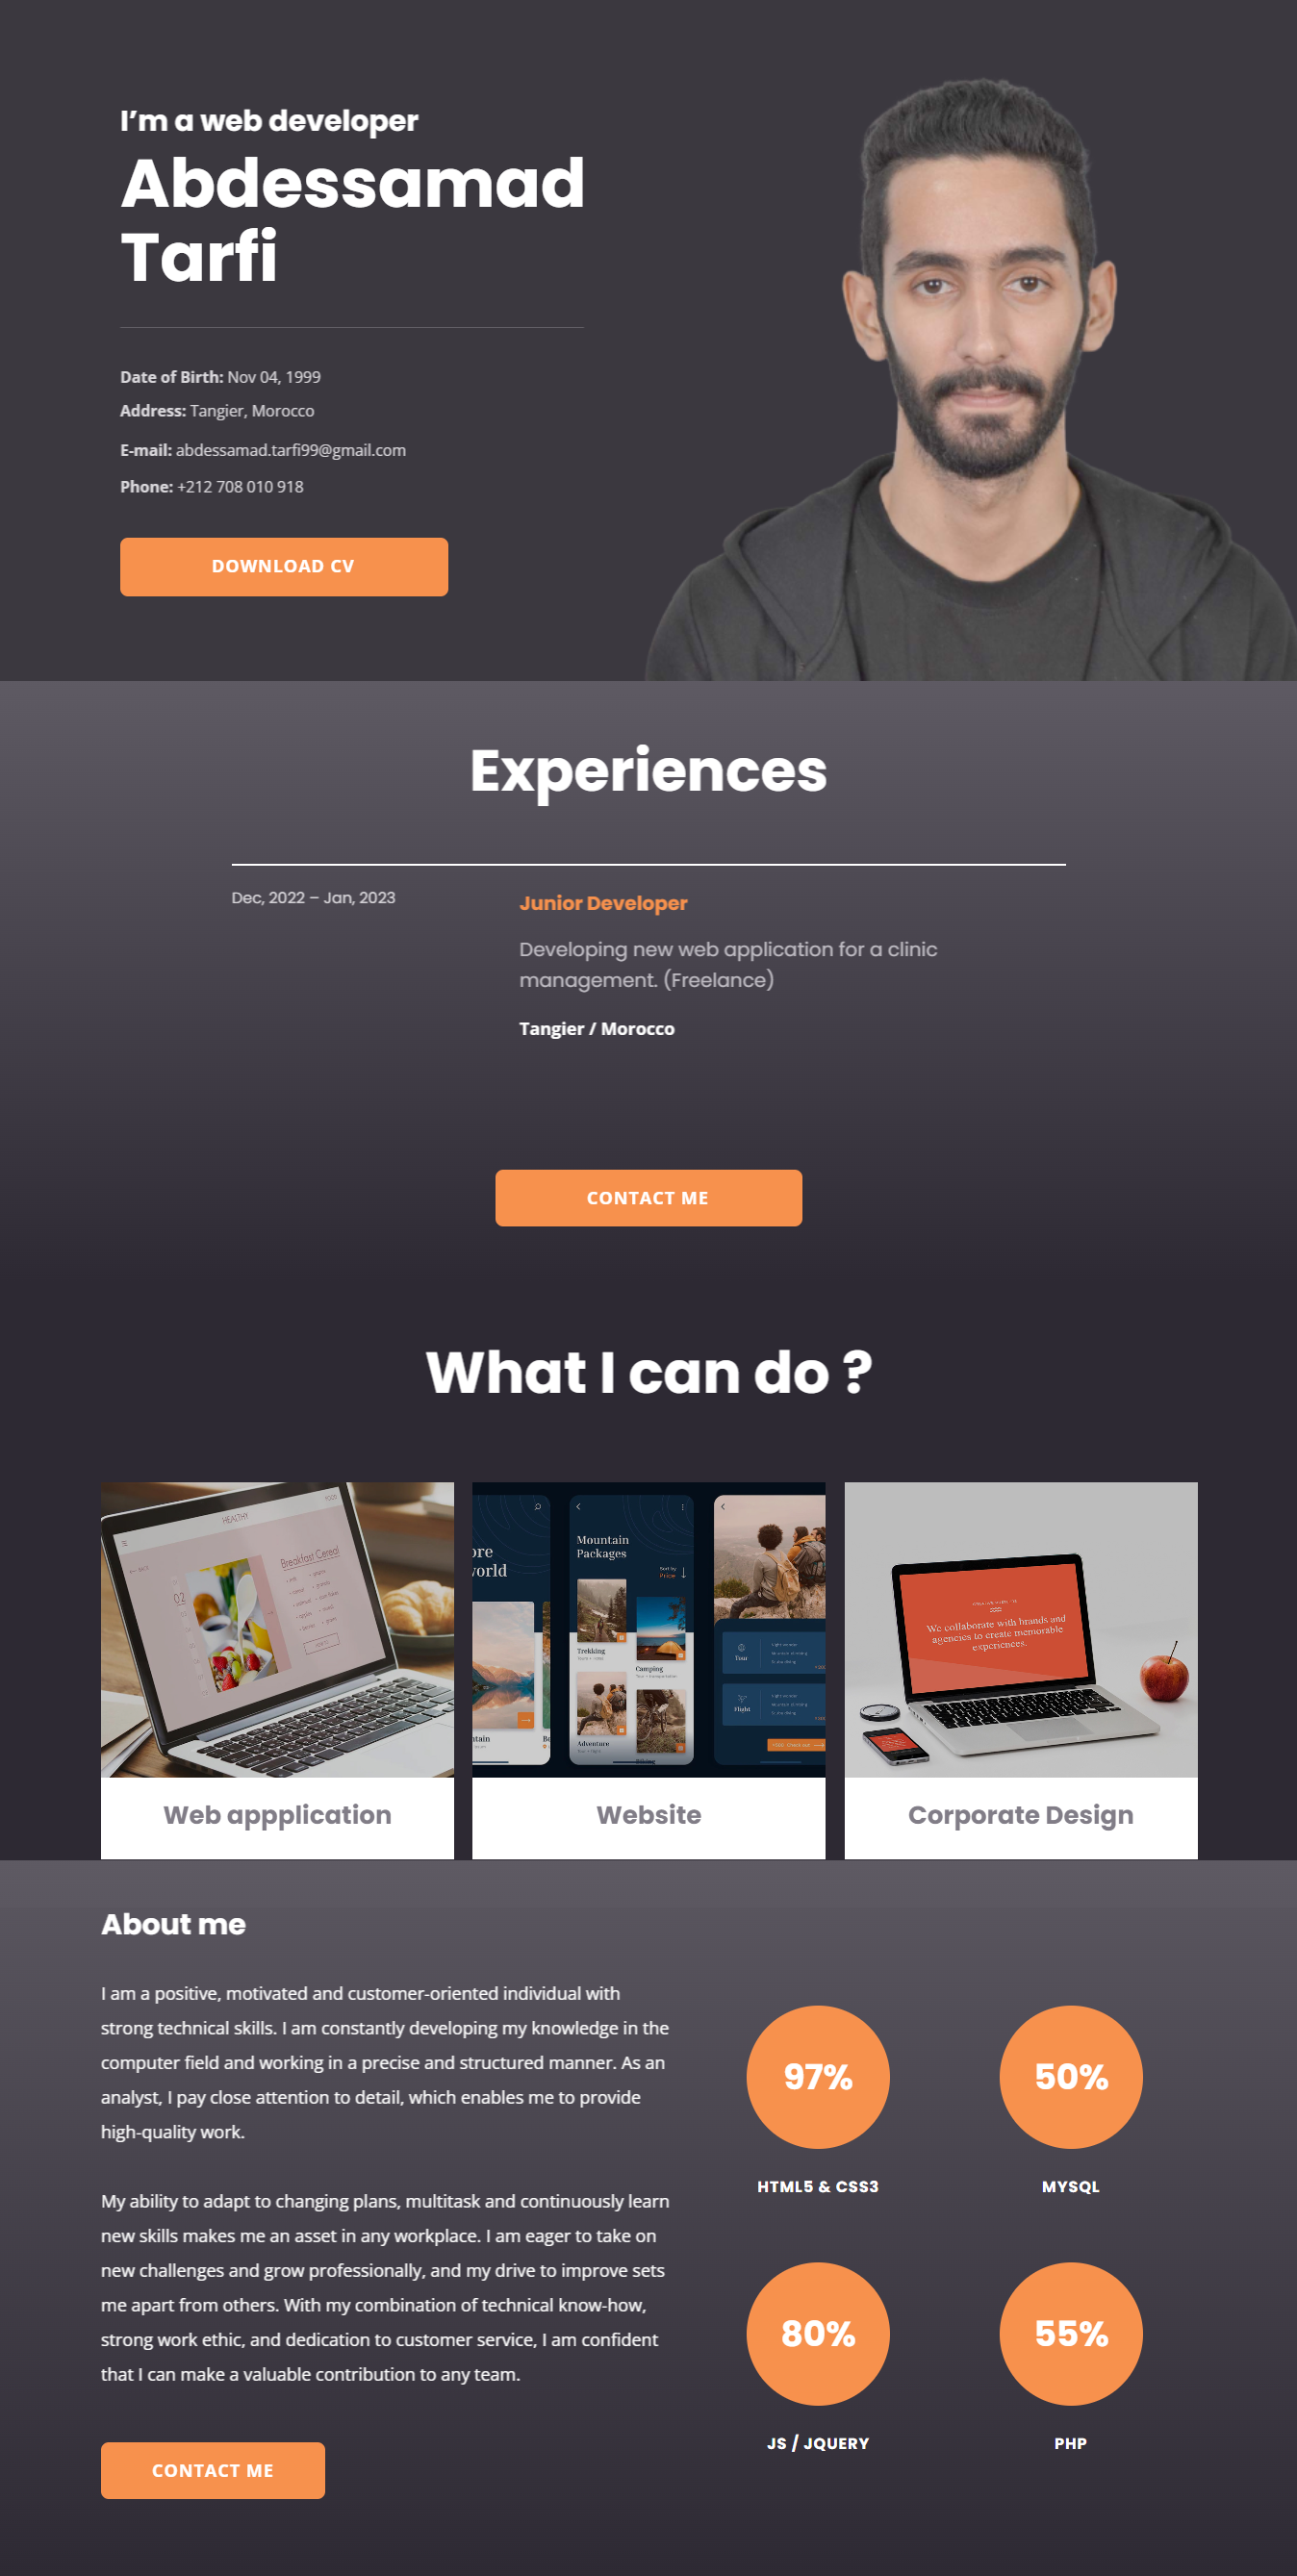 I’m a web developer
Abdessamad
Tarfi
Date of Birth: Nov 04, 1999
Address: Tangier, Morocco
E-mail: abdessamad.tarfi99@gmail.com
Phone: +212 708 010 918
DOWNLOAD CV
Experiences
Dec, 2022 – Jan, 2023
Junior Developer
Developing new web application for a clinic
management. (Freelance)
Tangier / Morocco
CONTACT ME
What I can do ?
HEALTHY
Breakfast Cereal
02
Mountain
Packages
ore
world
Sort by
Price
Trekking
Camping
Adventure
ntain
Tour
Flight
We collaborate with brands and
agencies to create memorable
experiences.
Web appplication
Website
Corporate Design
About me
I am a positive, motivated and customer-oriented individual with
strong technical skills. I am constantly developing my knowledge in the
computer field and working in a precise and structured manner. As an
analyst, I pay close attention to detail, which enables me to provide
high-quality work.
My ability to adapt to changing plans, multitask and continuously learn
new skills makes me an asset in any workplace. I am eager to take on
new challenges and grow professionally, and my drive to improve sets
me apart from others. With my combination of technical know-how,
strong work ethic, and dedication to customer service, I am confident
that I can make a valuable contribution to any team.
CONTACT ME
97%
50%
HTML5 & CSS3
MYSQL
80%
55%
JS / JQUERY
PHP